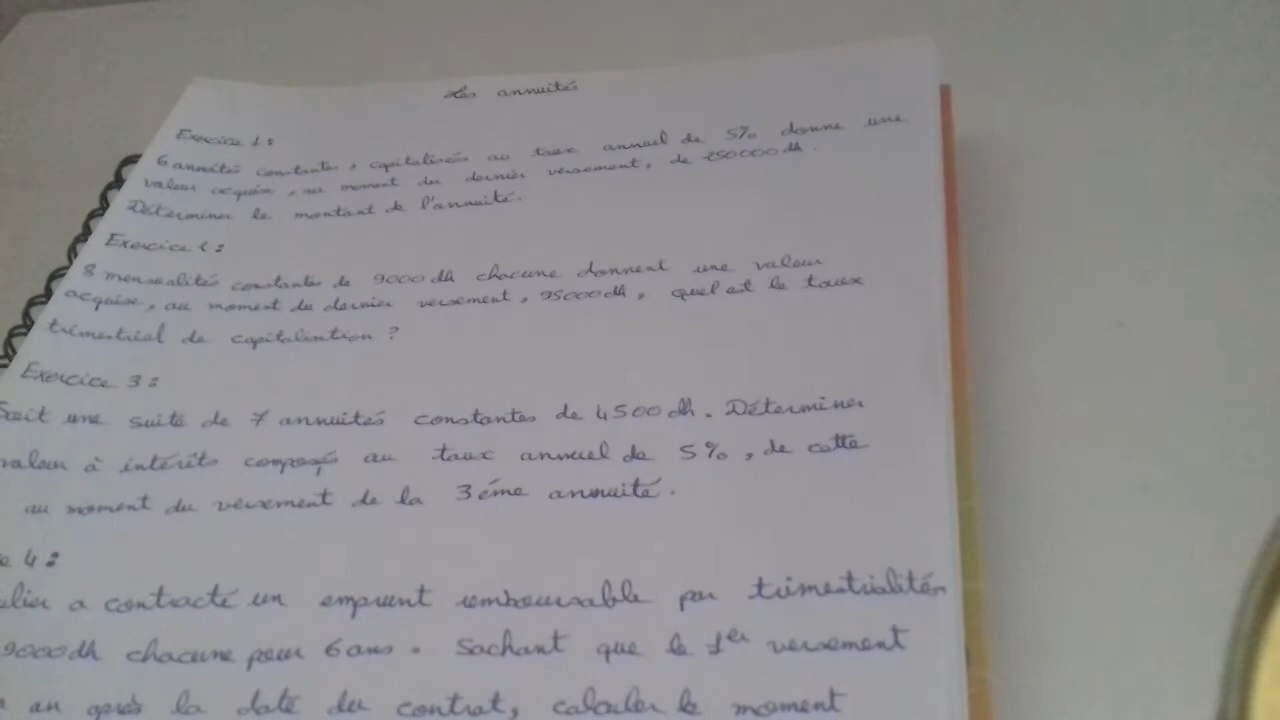 Les annuités
Exercice 1 :
6 annuités constantes, capitalisées au taux annuel de 5% donne une
valeur acquise, au moment du dernier versement, de 250000 dh.
Déterminer le montant de l'annuité.
Exercice 2 :
8 mensualités constantes de 9000 dh chacune donnent une valeur
acquise, au moment du dernier versement, 95000 dh, quel est le taux
trimestriel de capitalistion ?
Exercice 3 :
Soit une suite de 7 annuités constantes de 4500 dh. Déterminer
valeur à intérêts composés au taux annuel de 5%, de cette
au moment du versement de la 3éme annuité.
4 :
a contracté un emprunt remboursable par trimestrialités
9000 dh chacune pour 6 ans. Sachant que le 1er versement
an après la date du contrat, calculer le moment